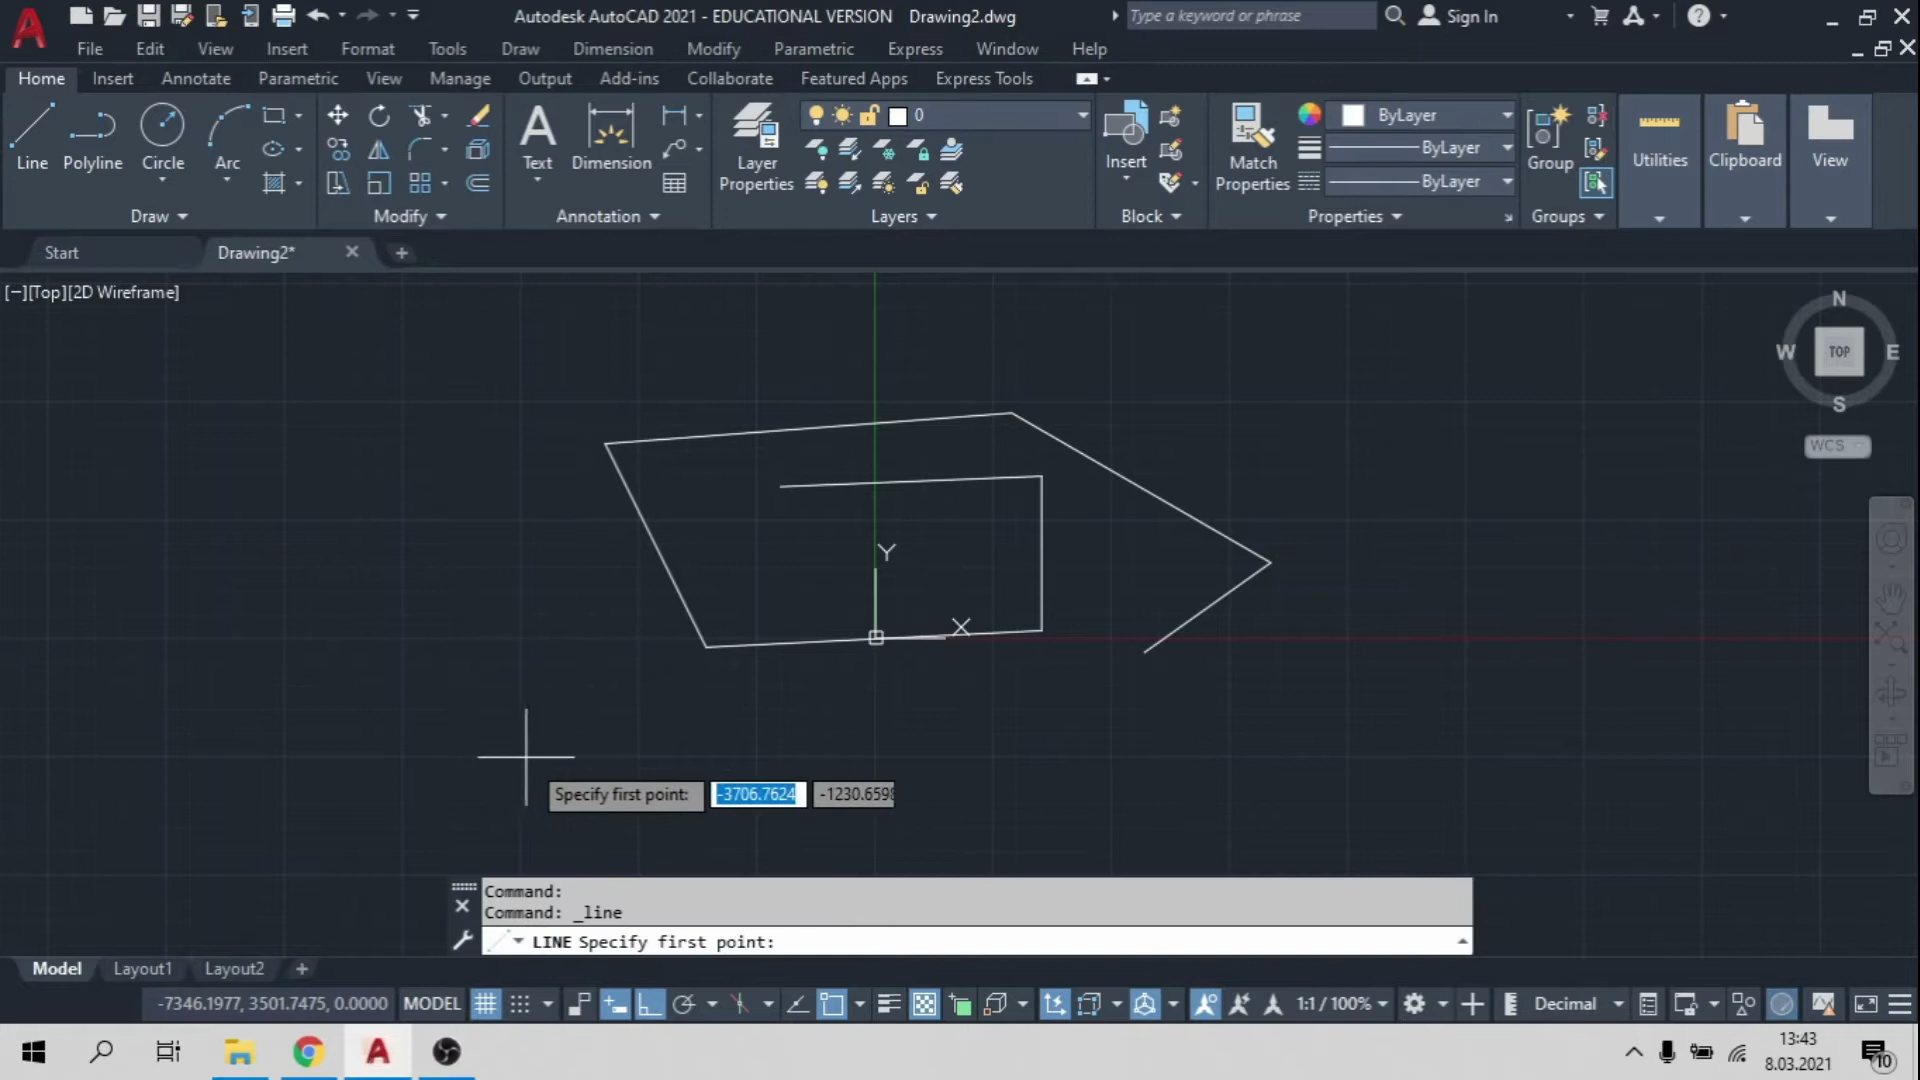 Autodesk AutoCAD 2021 - EDUCATIONAL VERSION Drawing2.dwg
Type a keyword or phrase
Sign In
File Edit View Insert Format Tools Draw Dimension Modify Parametric Express Window Help
Home Insert Annotate Parametric View Manage Output Add-ins Collaborate Featured Apps Express Tools
0
ByLayer
ByLayer
ByLayer
Line Polyline Circle Arc
Text Dimension
Layer Properties
Insert
Match Properties
Group
Utilities
Clipboard
View
Draw Modify Annotation Layers Block Properties Groups
Start Drawing2*
[−][Top][2D Wireframe]
N
W TOP E
S
WCS
Y
X
Specify first point: -3706.7624 -1230.6598
Command:
Command: _line
LINE Specify first point:
Model Layout1 Layout2
-7346.1977, 3501.7475, 0.0000 MODEL 1:1 / 100% Decimal
13:43
8.03.2021
10